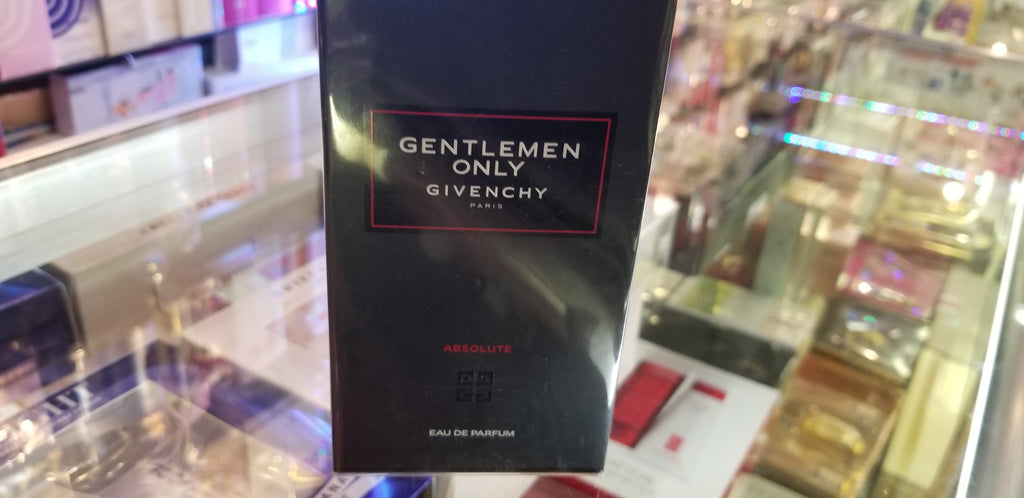 GENTLEMEN
ONLY
GIVENCHY
PARIS
ABSOLUTE
EAU DE PARFUM